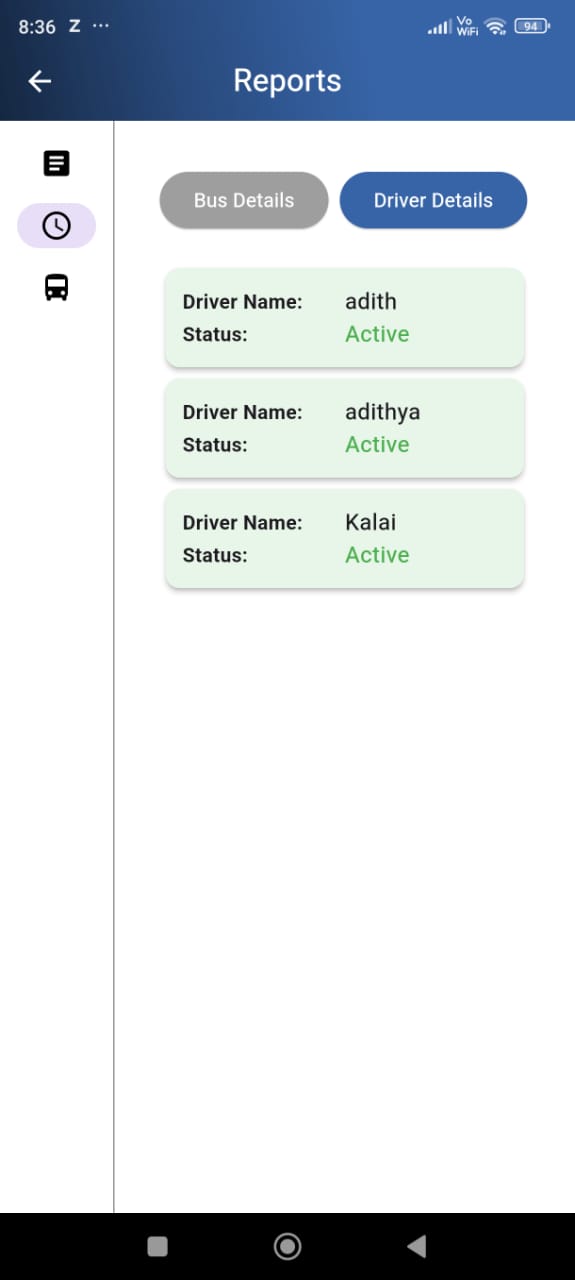 8:36 Z ... Vo WiFi 94
Reports
Bus Details Driver Details
Driver Name: adith
Status: Active
Driver Name: adithya
Status: Active
Driver Name: Kalai
Status: Active